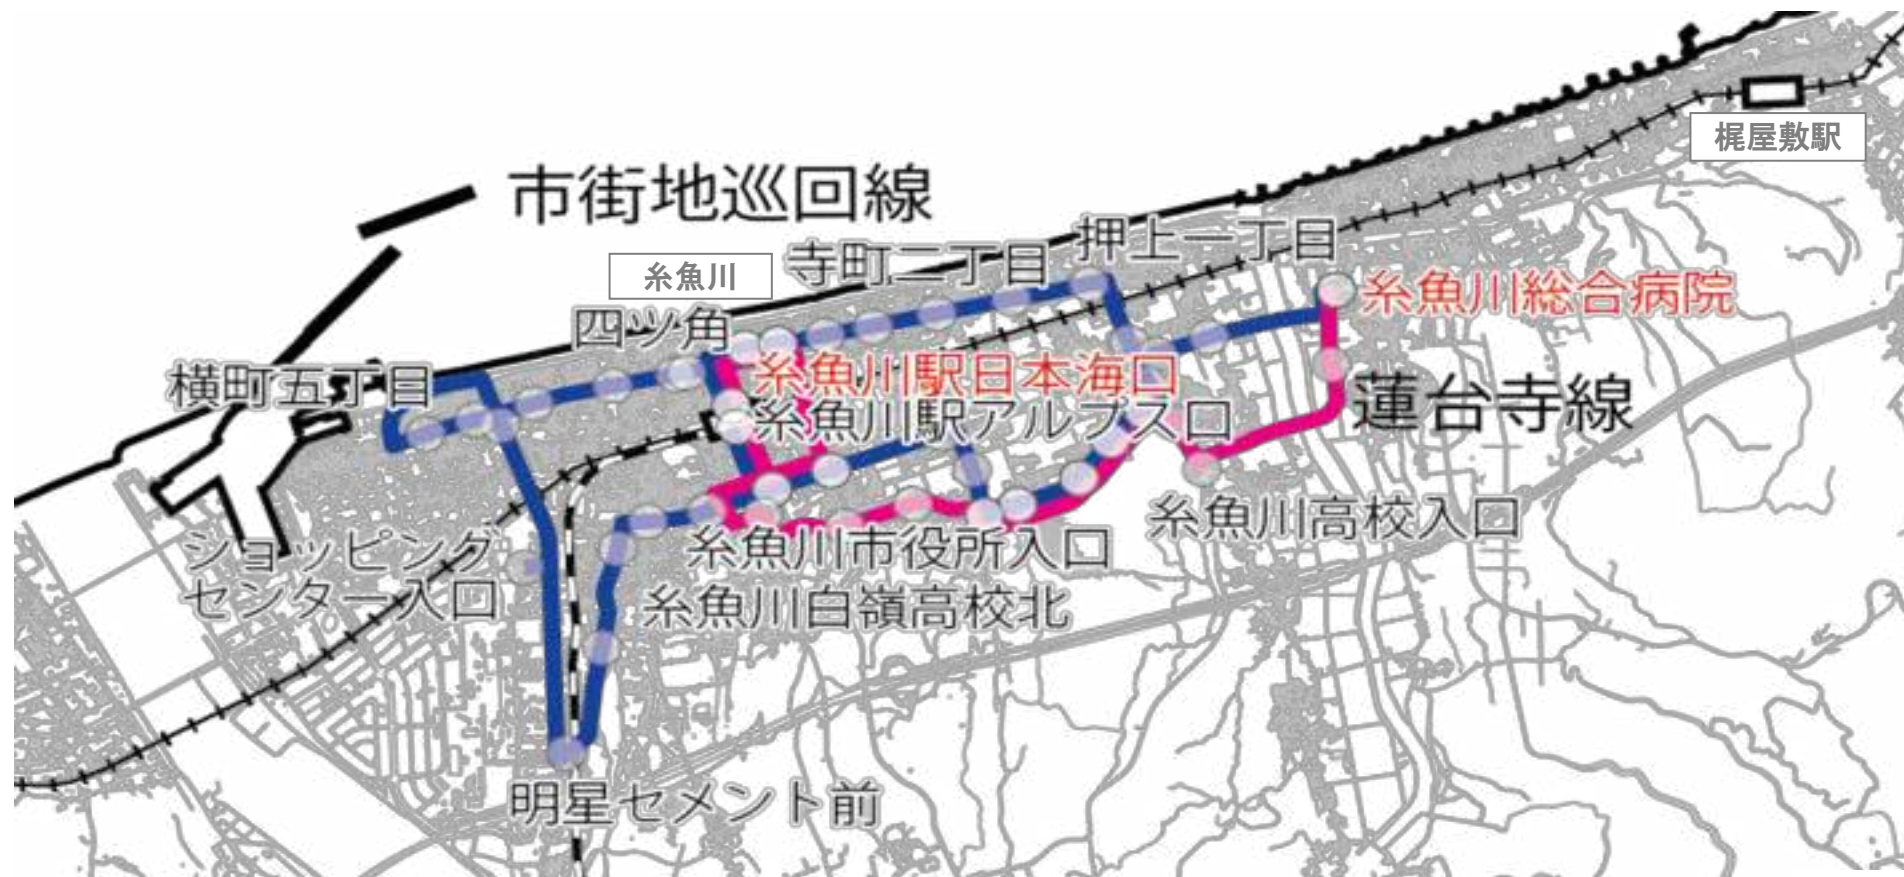 梶屋敷駅
市街地巡回線
押上一丁目
寺町二丁目
糸魚川
糸魚川総合病院
四ツ角
横町五丁目
糸魚川駅日本海口
蓮台寺線
糸魚川駅アルプス口
糸魚川高校入口
ショッピング
センター入口
糸魚川市役所入口
糸魚川白嶺高校北
明星セメント前